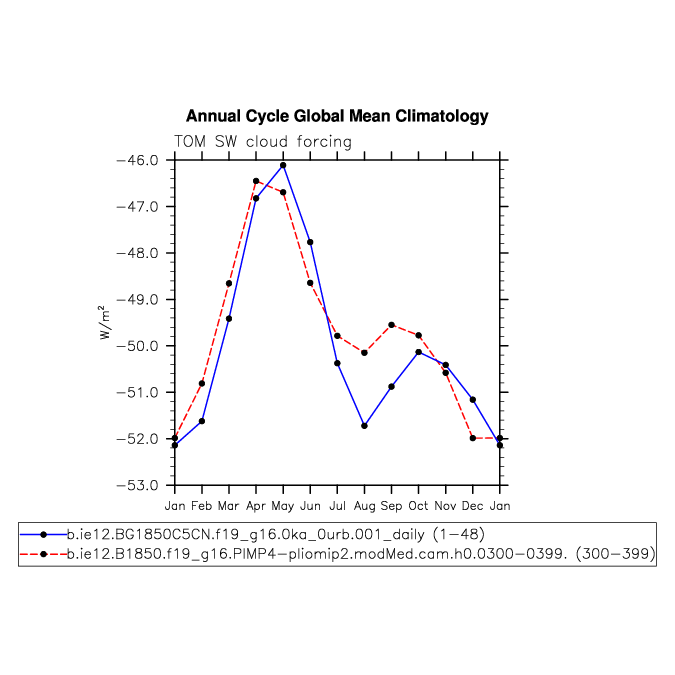 Annual Cycle Global Mean Climatology
TOM SW cloud forcing
−46.0
−47.0
−48.0
−49.0
−50.0
−51.0
−52.0
−53.0
W/m²
Jan Feb Mar Apr May Jun Jul Aug Sep Oct Nov Dec Jan
b.ie12.BG1850C5CN.f19_g16.0ka_0urb.001_daily (1−48)
b.ie12.B1850.f19_g16.PIMP4−pliomip2.modMed.cam.h0.0300−0399. (300−399)